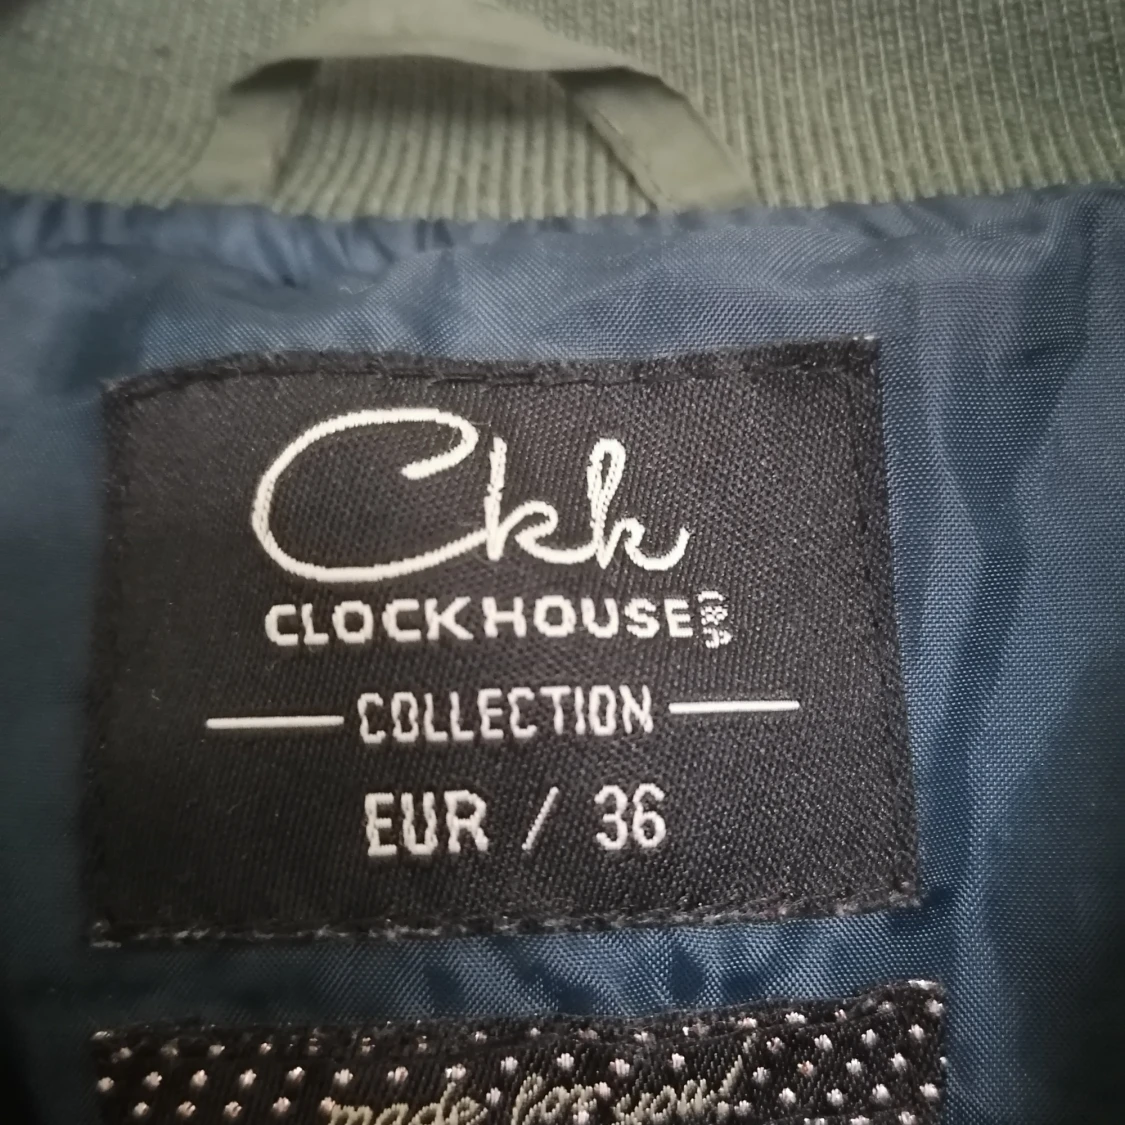 Ckh
CLOCKHOUSE C&A
COLLECTION
EUR / 36
made for you!